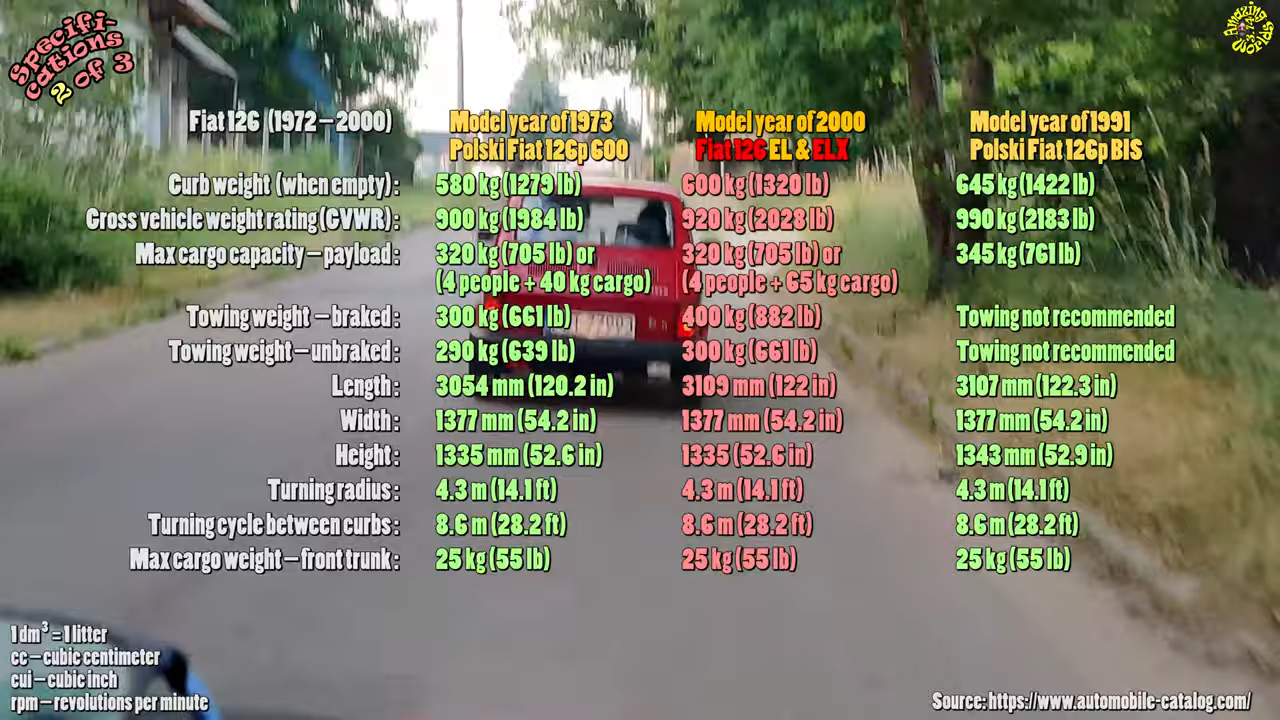 Specifi-
cations
2 of 3
Amazing
Worlds
Fiat 126 (1972 – 2000)
Model year of 1973
Polski Fiat 126p 600
Model year of 2000
Fiat 126 EL & ELX
Model year of 1991
Polski Fiat 126p BIS
Curb weight (when empty): 580 kg (1279 lb) 600 kg (1320 lb) 645 kg (1422 lb)
Gross vehicle weight rating (GVWR): 900 kg (1984 lb) 920 kg (2028 lb) 990 kg (2183 lb)
Max cargo capacity – payload: 320 kg (705 lb) or 320 kg (705 lb) or 345 kg (761 lb)
(4 people + 40 kg cargo) (4 people + 65 kg cargo)
Towing weight – braked: 300 kg (661 lb) 400 kg (882 lb) Towing not recommended
Towing weight – unbraked: 290 kg (639 lb) 300 kg (661 lb) Towing not recommended
Length: 3054 mm (120.2 in) 3109 mm (122 in) 3107 mm (122.3 in)
Width: 1377 mm (54.2 in) 1377 mm (54.2 in) 1377 mm (54.2 in)
Height: 1335 mm (52.6 in) 1335 (52.6 in) 1343 mm (52.9 in)
Turning radius: 4.3 m (14.1 ft) 4.3 m (14.1 ft) 4.3 m (14.1 ft)
Turning cycle between curbs: 8.6 m (28.2 ft) 8.6 m (28.2 ft) 8.6 m (28.2 ft)
Max cargo weight – front trunk: 25 kg (55 lb) 25 kg (55 lb) 25 kg (55 lb)
1 dm³ = 1 litter
cc – cubic centimeter
cui – cubic inch
rpm – revolutions per minute
Source: https://www.automobile-catalog.com/